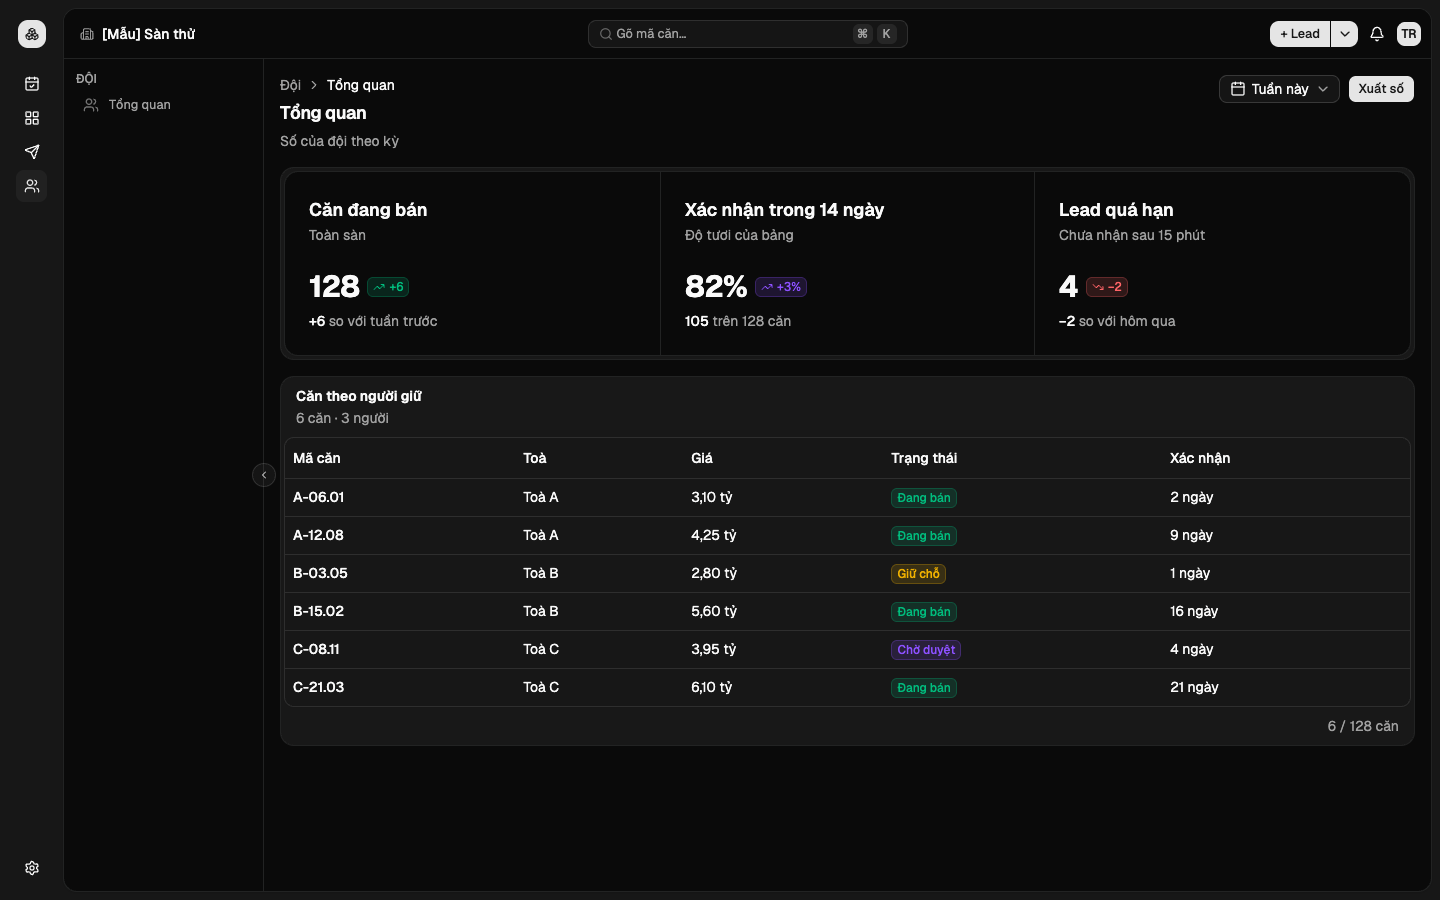 [Mẫu] Sàn thử
Gõ mã căn...
⌘ K
+ Lead
TR
ĐỘI
Tổng quan
Đội > Tổng quan
Tổng quan
Số của đội theo kỳ
Tuần này
Xuất số
Căn đang bán
Toàn sàn
128 +6
+6 so với tuần trước
Xác nhận trong 14 ngày
Độ tươi của bảng
82% +3%
105 trên 128 căn
Lead quá hạn
Chưa nhận sau 15 phút
4 −2
−2 so với hôm qua
Căn theo người giữ
6 căn · 3 người
Mã căn Toà Giá Trạng thái Xác nhận
A-06.01 Toà A 3,10 tỷ Đang bán 2 ngày
A-12.08 Toà A 4,25 tỷ Đang bán 9 ngày
B-03.05 Toà B 2,80 tỷ Giữ chỗ 1 ngày
B-15.02 Toà B 5,60 tỷ Đang bán 16 ngày
C-08.11 Toà C 3,95 tỷ Chờ duyệt 4 ngày
C-21.03 Toà C 6,10 tỷ Đang bán 21 ngày
6 / 128 căn